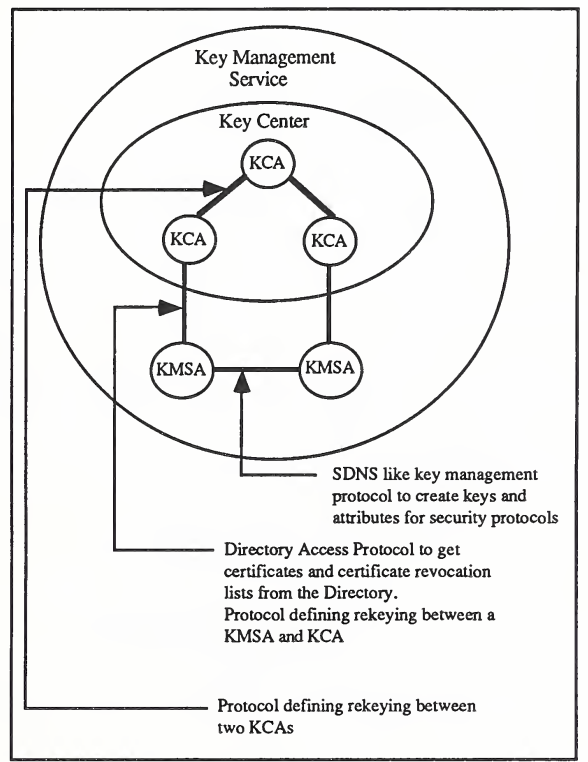 Key Management
Service
Key Center
KCA
KCA
KCA
KMSA
KMSA
SDNS like key management
protocol to create keys and
attributes for security protocols
Directory Access Protocol to get
certificates and certificate revocation
lists from the Directory.
Protocol defining rekeying between a
KMSA and KCA
Protocol defining rekeying between
two KCAs